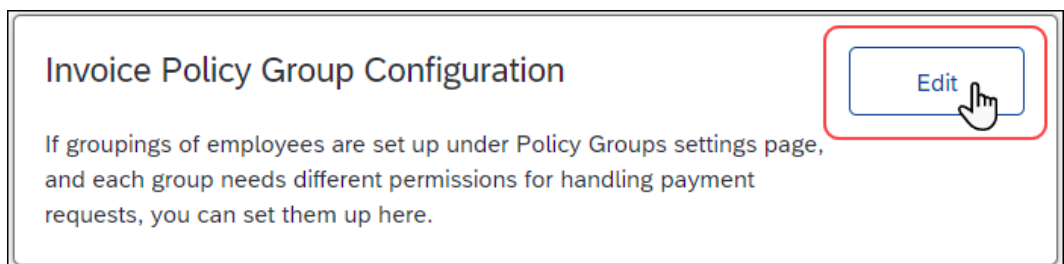 Invoice Policy Group Configuration
Edit
If groupings of employees are set up under Policy Groups settings page,
and each group needs different permissions for handling payment
requests, you can set them up here.